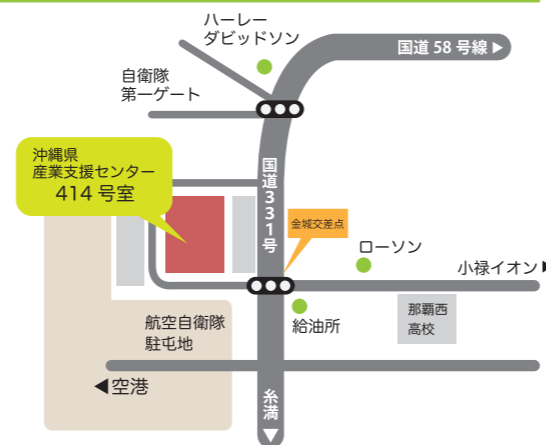 ハーレー
ダビッドソン
国道 58 号線 ▶
自衛隊
第一ゲート
沖縄県
産業支援センター
414 号室
国道331号
金城交差点
ローソン
小禄イオン ▶
給油所
那覇西
高校
航空自衛隊
駐屯地
◀空港
糸満
▽